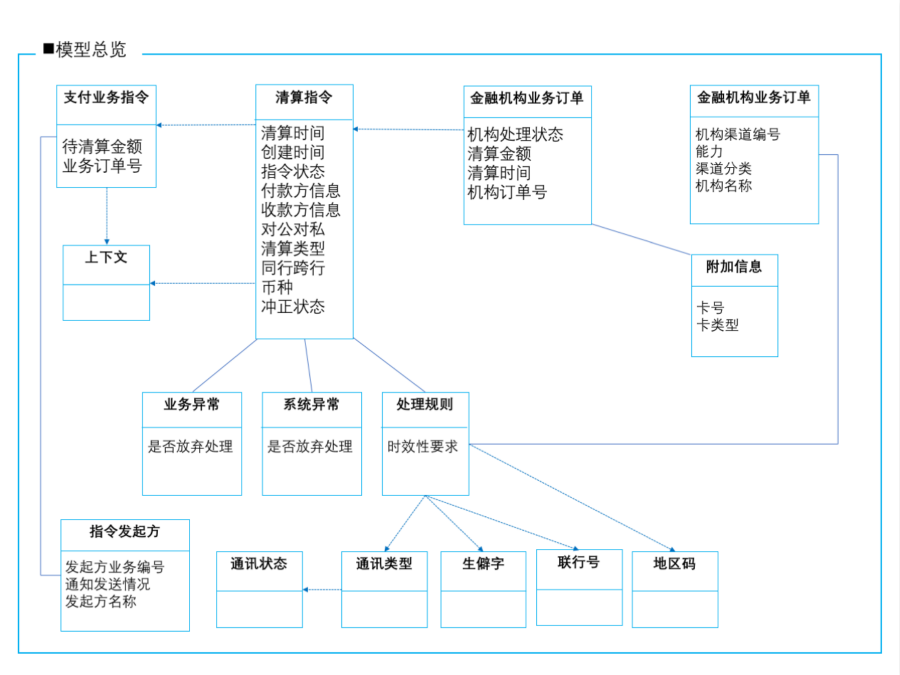 ■模型总览
支付业务指令
待清算金额
业务订单号
清算指令
清算时间
创建时间
指令状态
付款方信息
收款方信息
对公对私
清算类型
同行跨行
币种
冲正状态
金融机构业务订单
机构处理状态
清算金额
清算时间
机构订单号
金融机构业务订单
机构渠道编号
能力
渠道分类
机构名称
上下文
附加信息
卡号
卡类型
业务异常
是否放弃处理
系统异常
是否放弃处理
处理规则
时效性要求
指令发起方
发起方业务编号
通知发送情况
发起方名称
通讯状态
通讯类型
生僻字
联行号
地区码